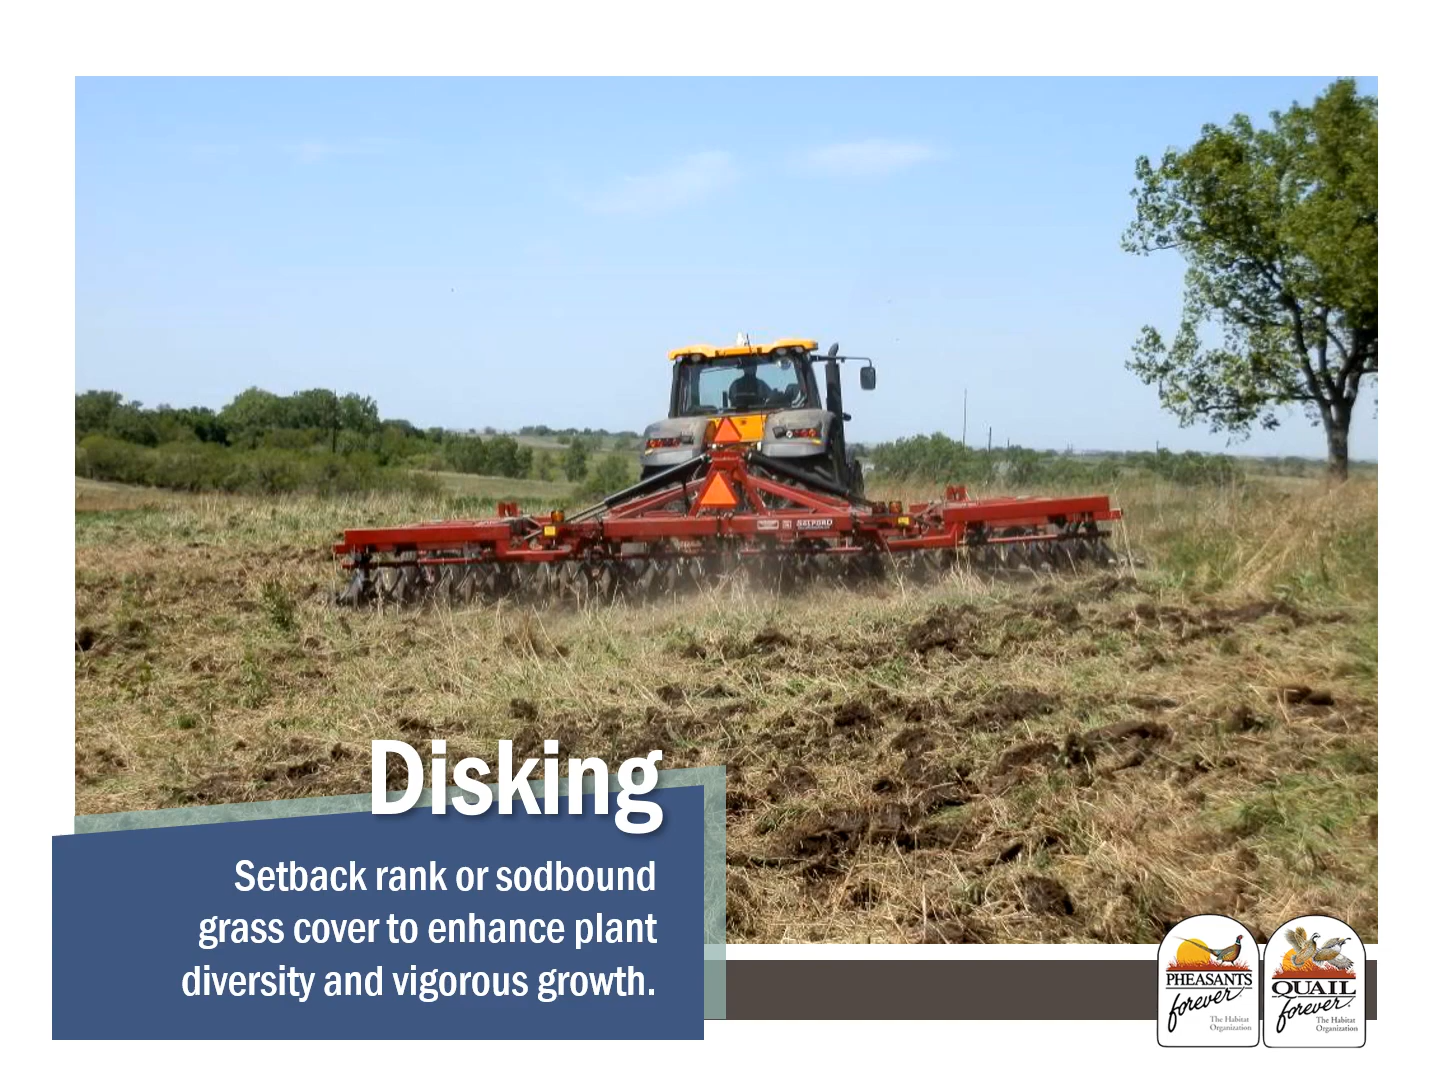 SALFORD
Disking
Setback rank or sodbound
grass cover to enhance plant
diversity and vigorous growth.
PHEASANTS
forever
The Habitat
Organization
QUAIL
forever
The Habitat
Organization